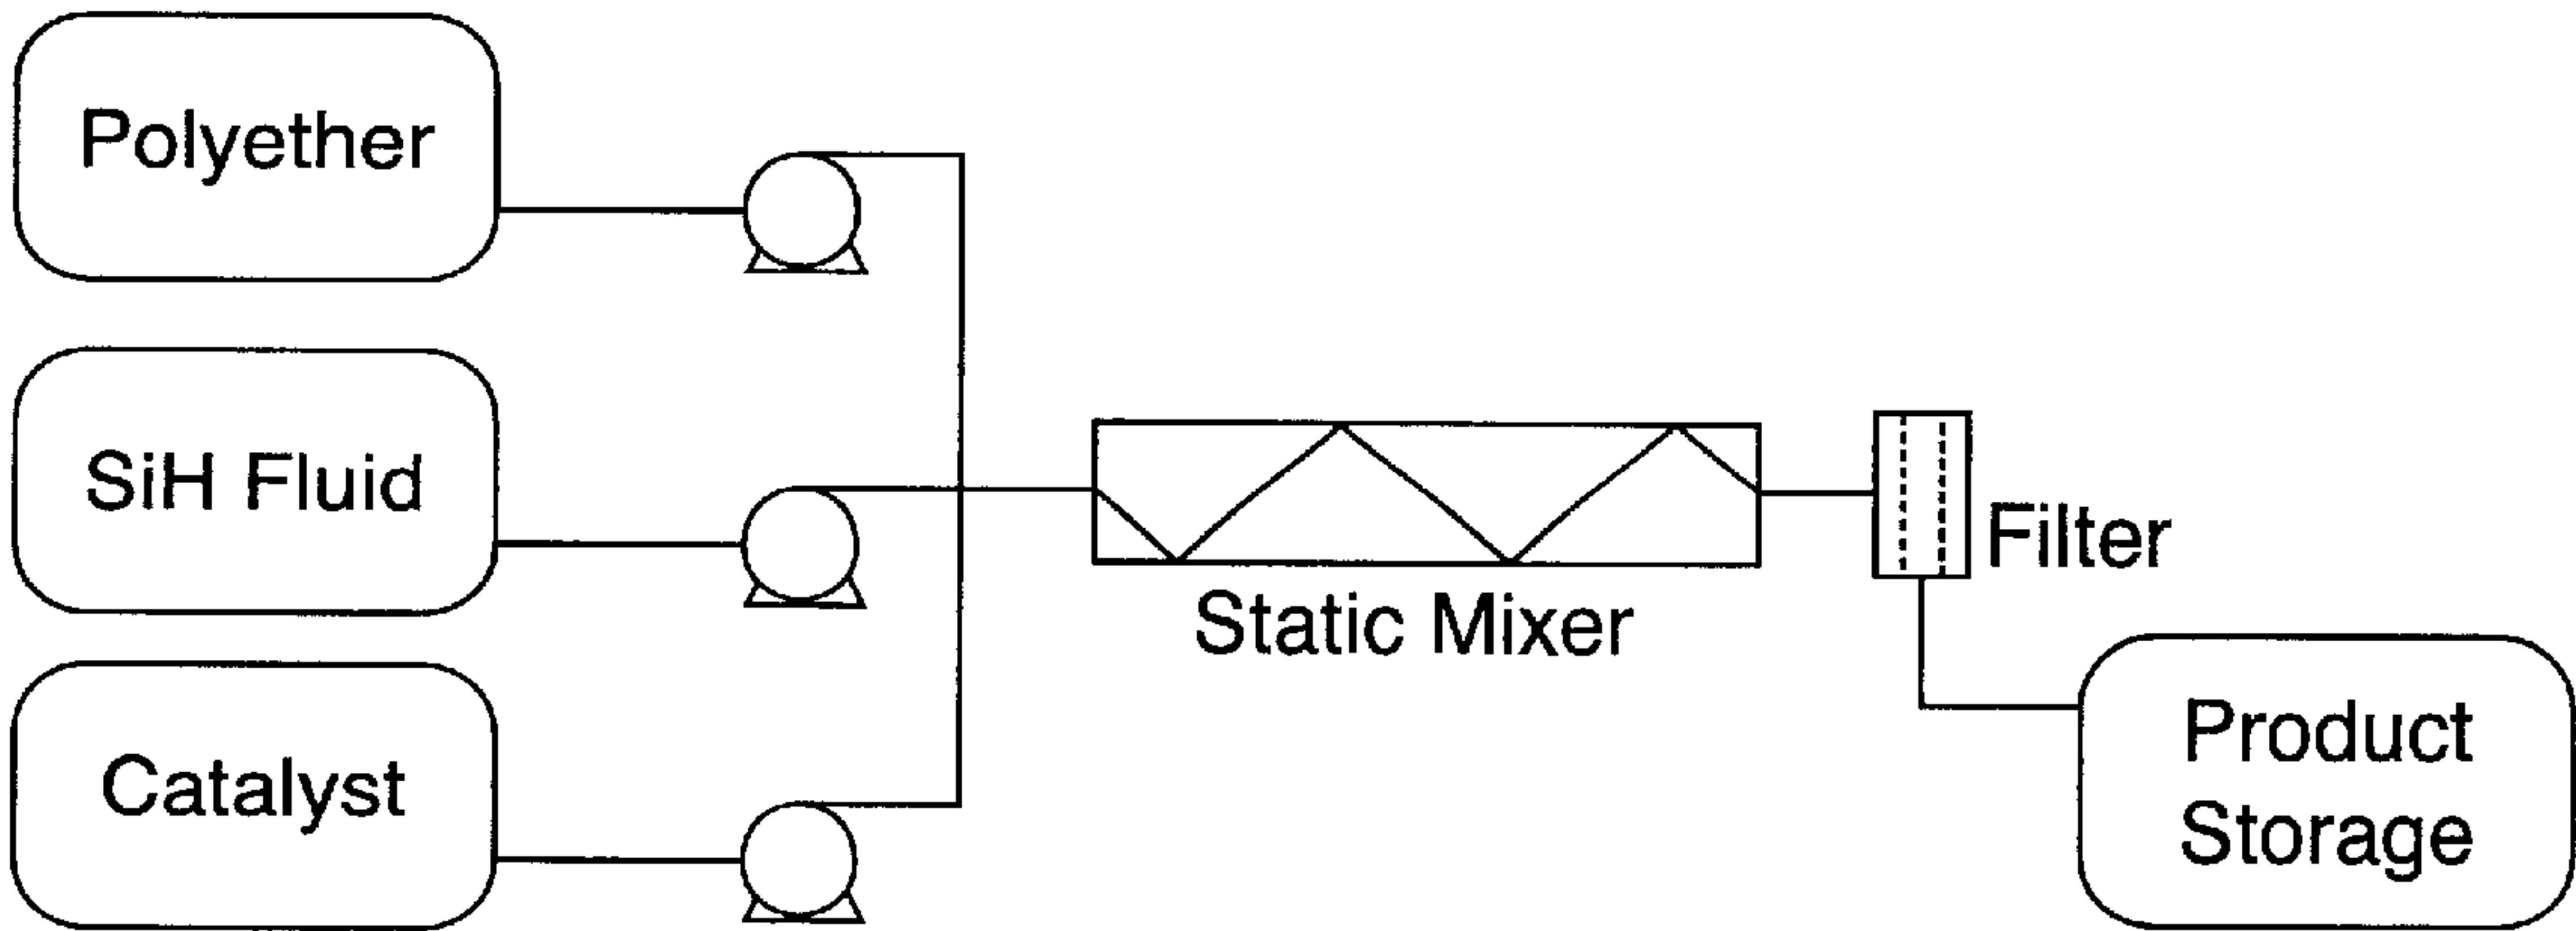 Polyether
SiH Fluid
Catalyst
Static Mixer
Filter
Product
Storage